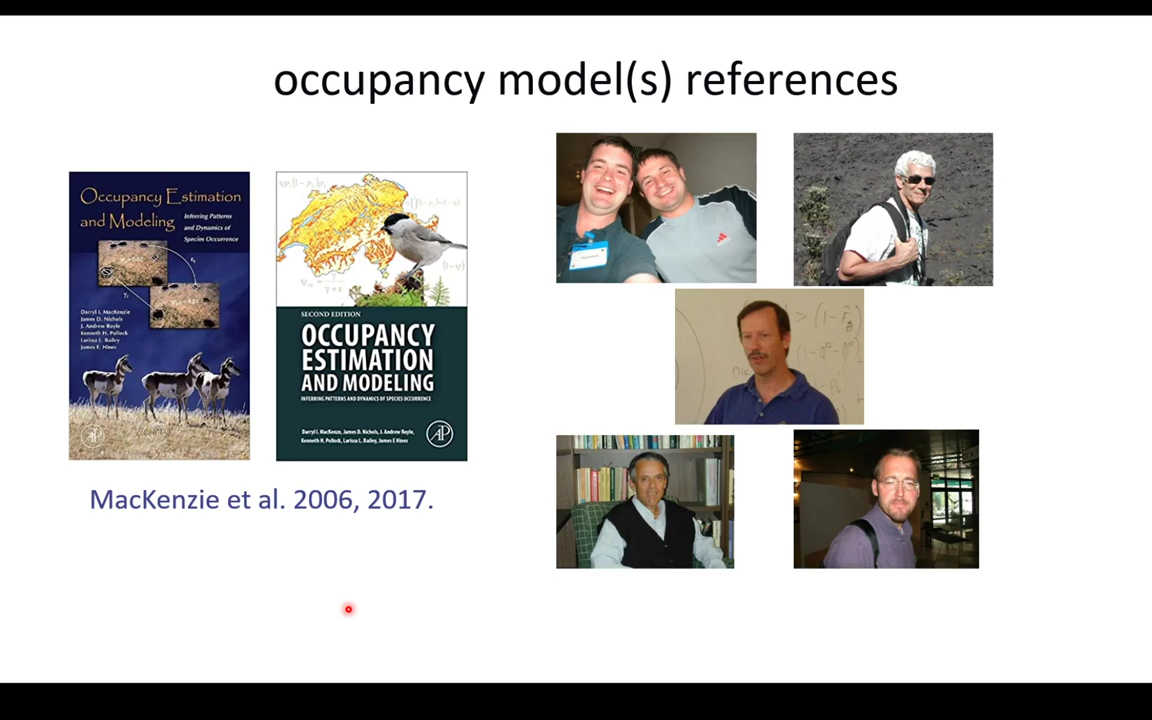 occupancy model(s) references
Occupancy Estimation
and Modeling
Inferring Patterns
and Dynamics of
Species Occurrence
Darryl I. MacKenzie
James D. Nichols
J. Andrew Royle
Kenneth H. Pollock
Larissa L. Bailey
James E. Hines
SECOND EDITION
OCCUPANCY
ESTIMATION
AND MODELING
INFERRING PATTERNS AND DYNAMICS OF SPECIES OCCURRENCE
Darryl I. MacKenzie, James D. Nichols, J. Andrew Royle,
Kenneth H. Pollock, Larissa L. Bailey, James E Hines
AP
MacKenzie et al. 2006, 2017.